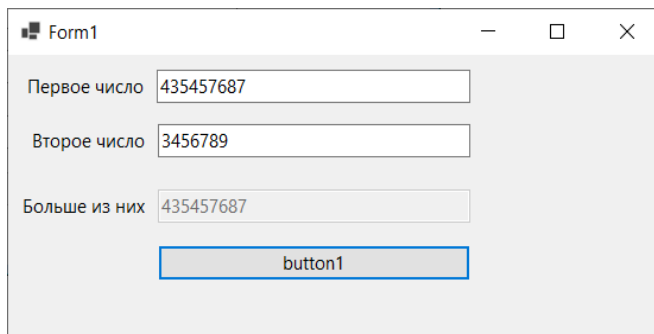 Form1
Первое число 435457687
Второе число 3456789
Больше из них 435457687
button1